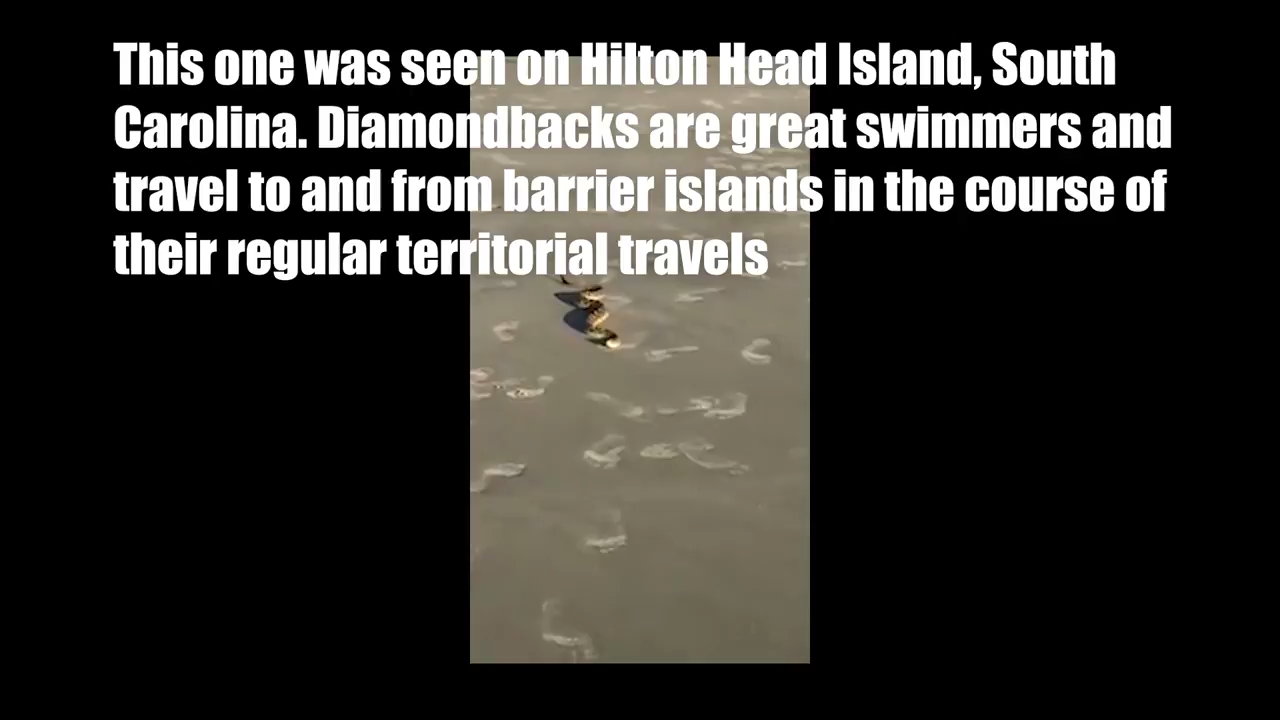 This one was seen on Hilton Head Island, South
Carolina. Diamondbacks are great swimmers and
travel to and from barrier islands in the course of
their regular territorial travels